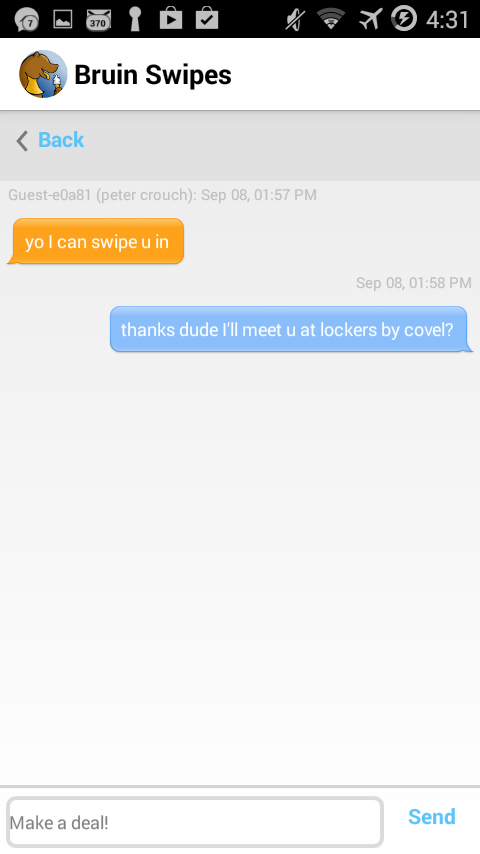 7
370
4:31
Bruin Swipes
Back
Guest-e0a81 (peter crouch): Sep 08, 01:57 PM
yo I can swipe u in
Sep 08, 01:58 PM
thanks dude I'll meet u at lockers by covel?
Make a deal!
Send